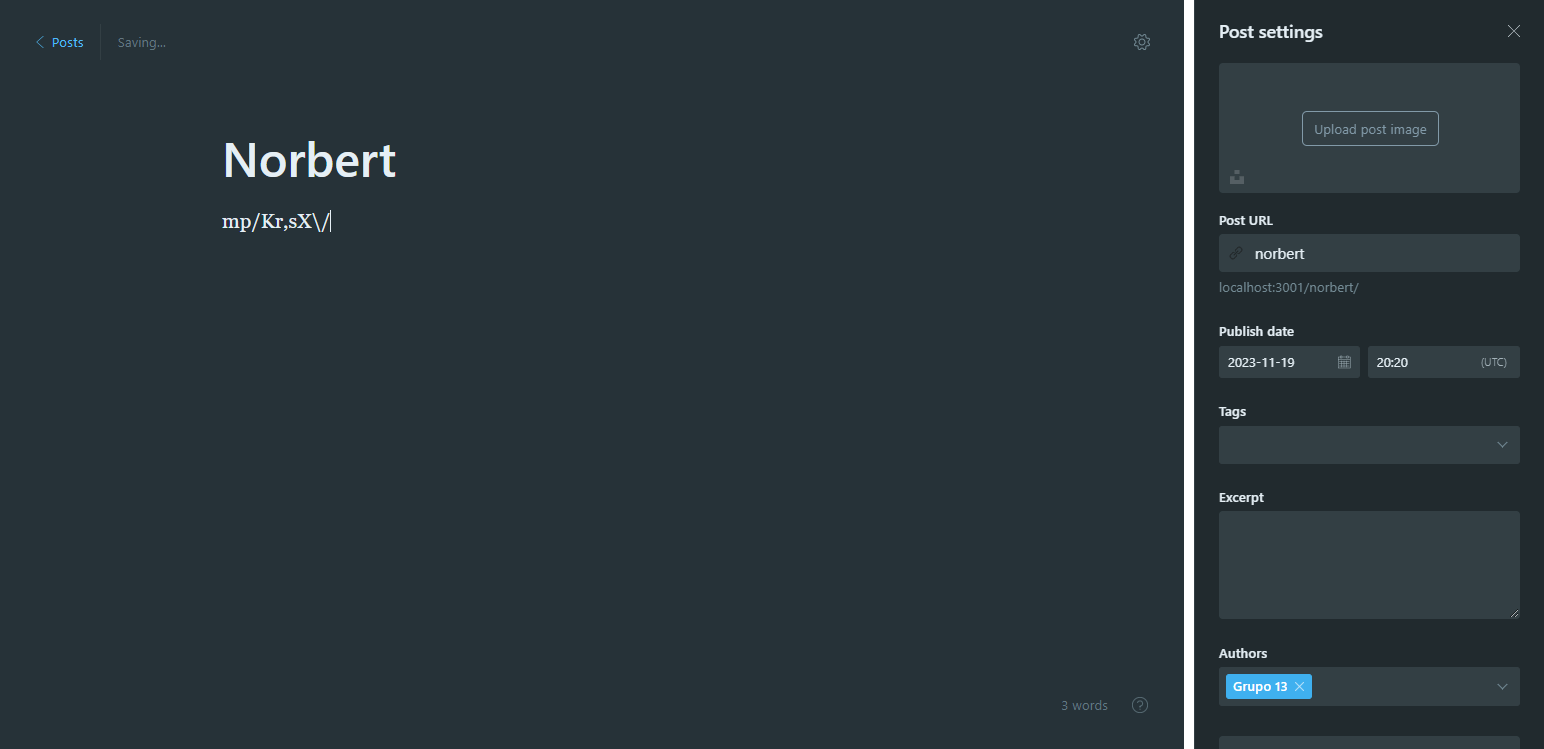 Posts
Saving...
Norbert
mp/Kr,sX\/
3 words
?
Post settings
Upload post image
Post URL
norbert
localhost:3001/norbert/
Publish date
2023-11-19
20:20
(UTC)
Tags
Excerpt
Authors
Grupo 13